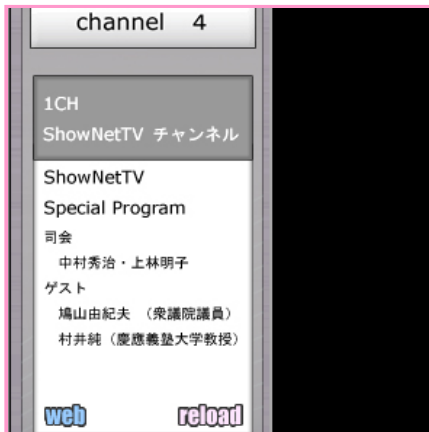 channel 4
1CH
ShowNetTV チャンネル
ShowNetTV
Special Program
司会
中村秀治・上林明子
ゲスト
鳩山由紀夫 （衆議院議員）
村井純（慶應義塾大学教授）
web reload